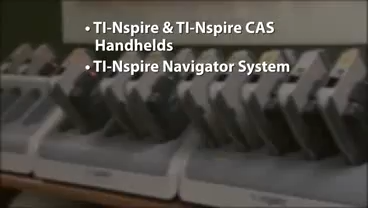 • TI-Nspire & TI-Nspire CAS
Handhelds
• TI-Nspire Navigator System